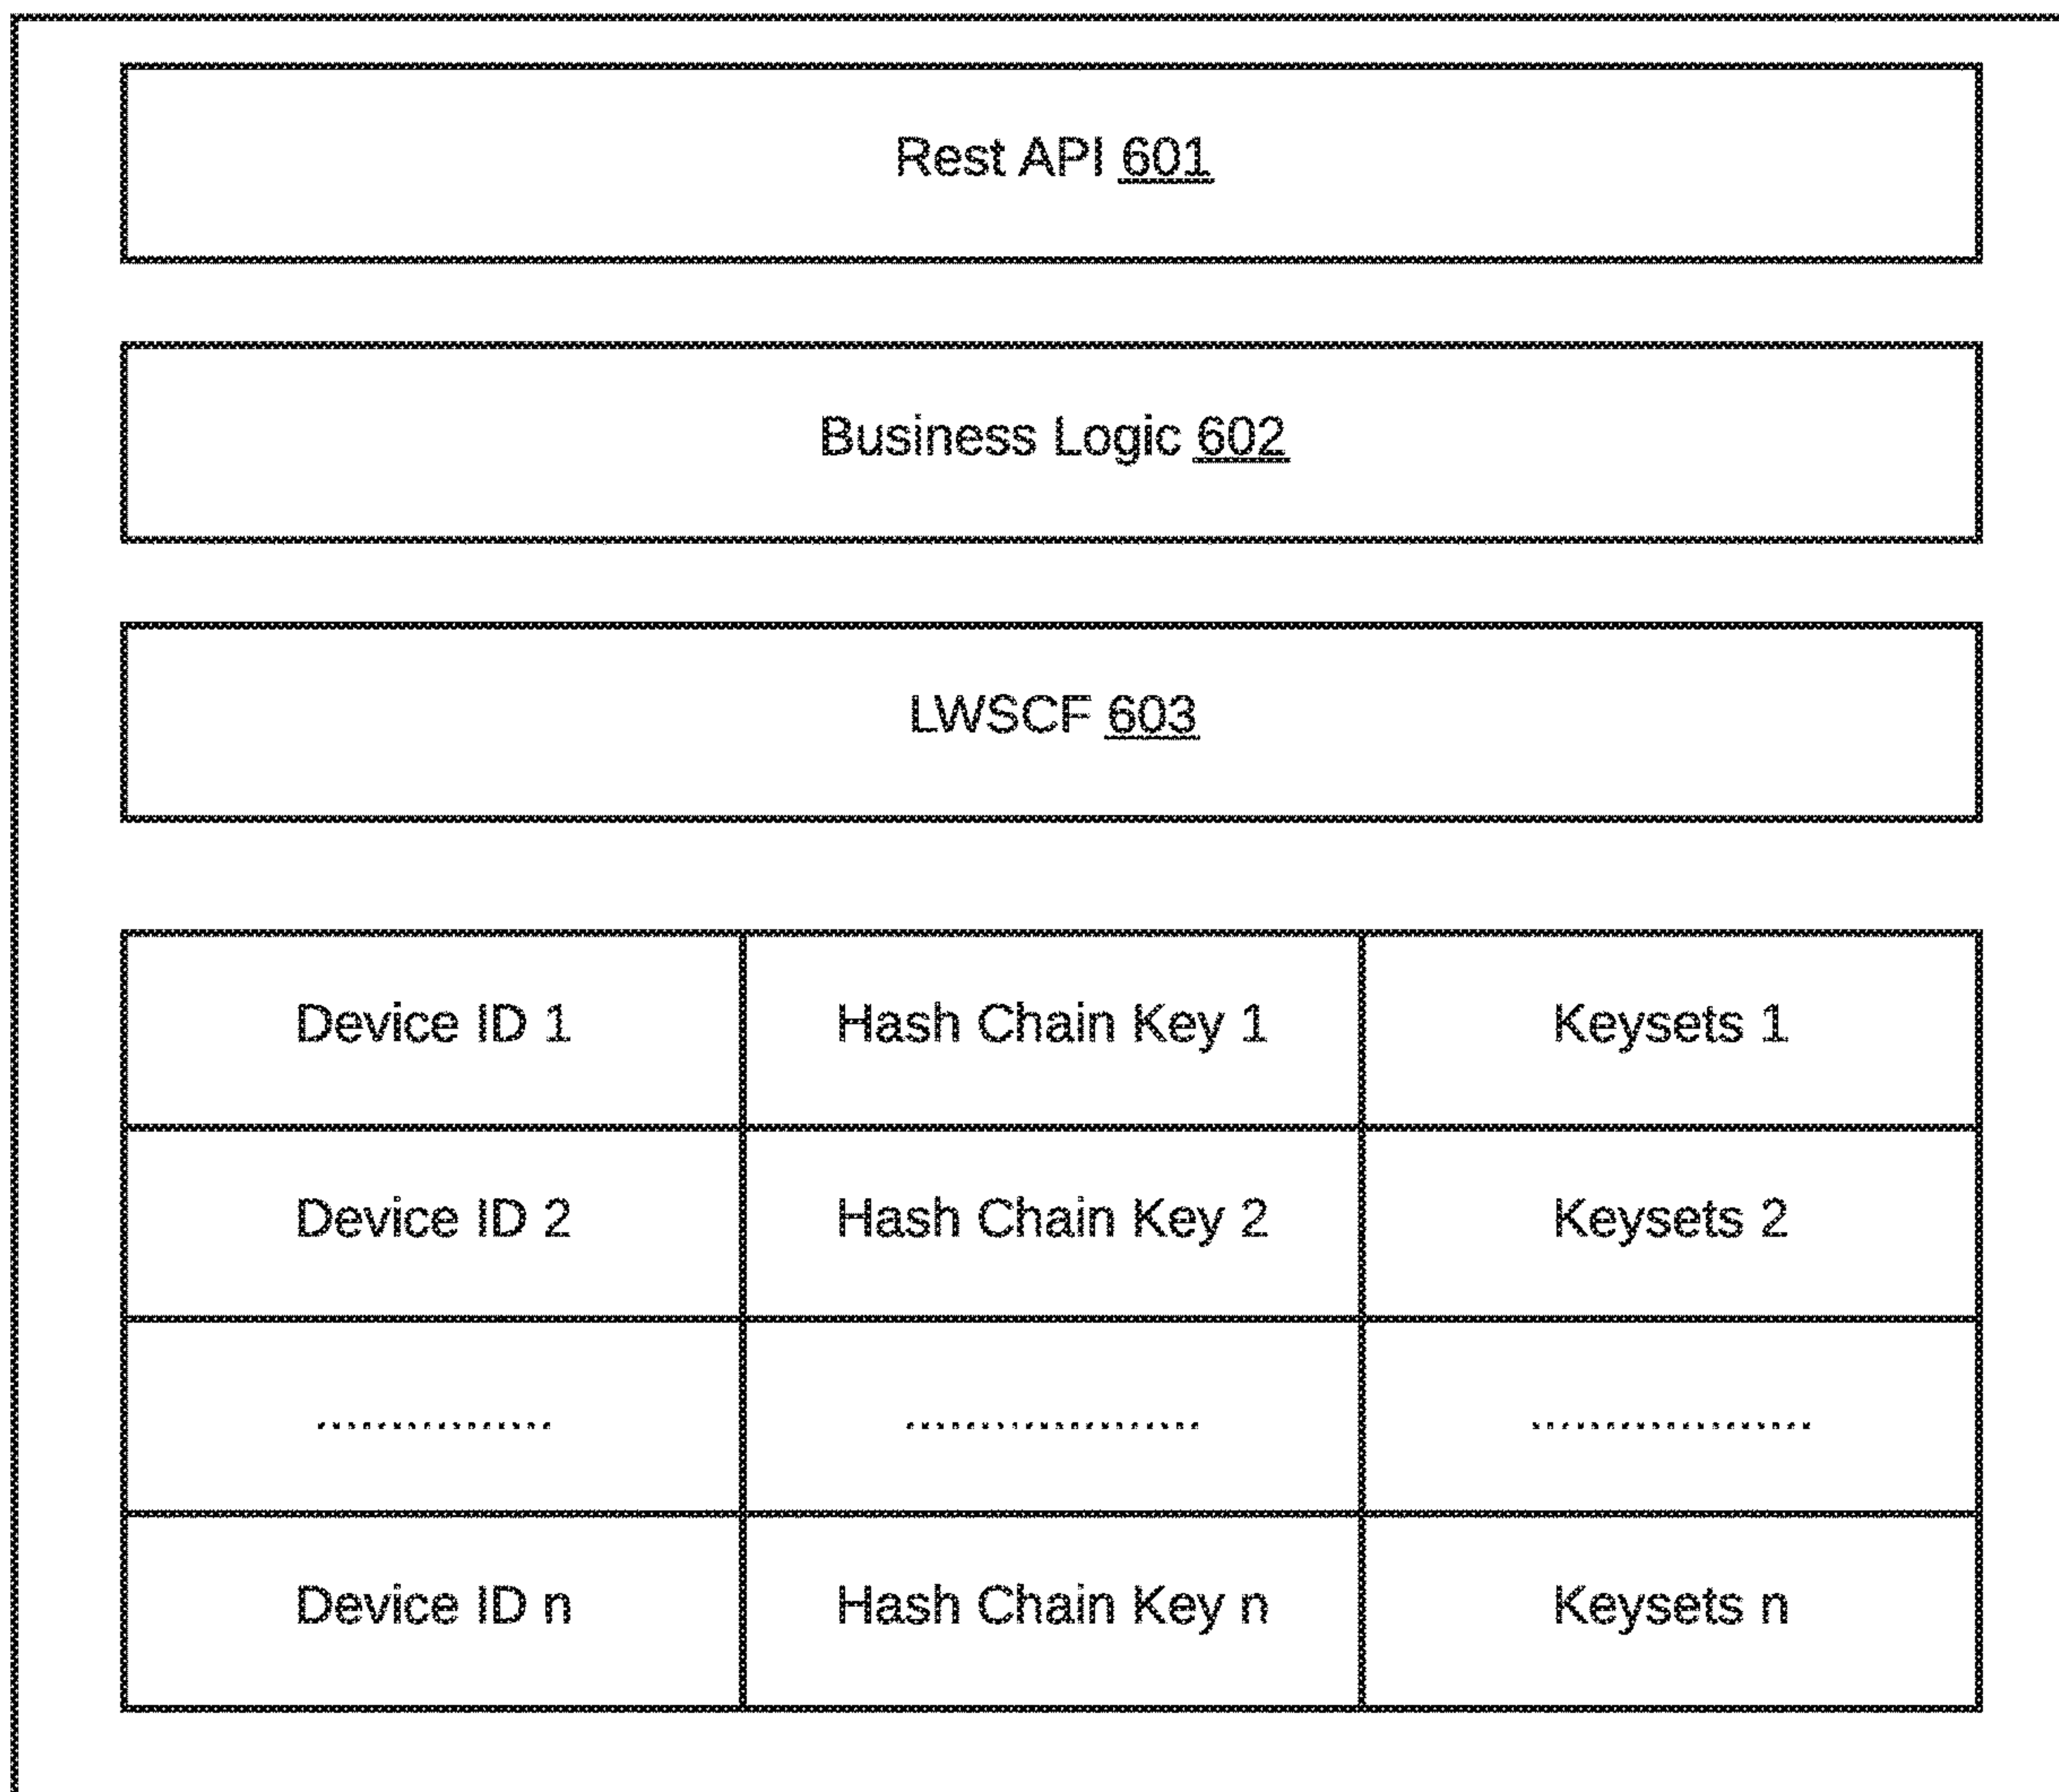 Rest API 601
Business Logic 602
LWSCF 603
Device ID 1 Hash Chain Key 1 Keysets 1
Device ID 2 Hash Chain Key 2 Keysets 2
............... .................... ...................
Device ID n Hash Chain Key n Keysets n